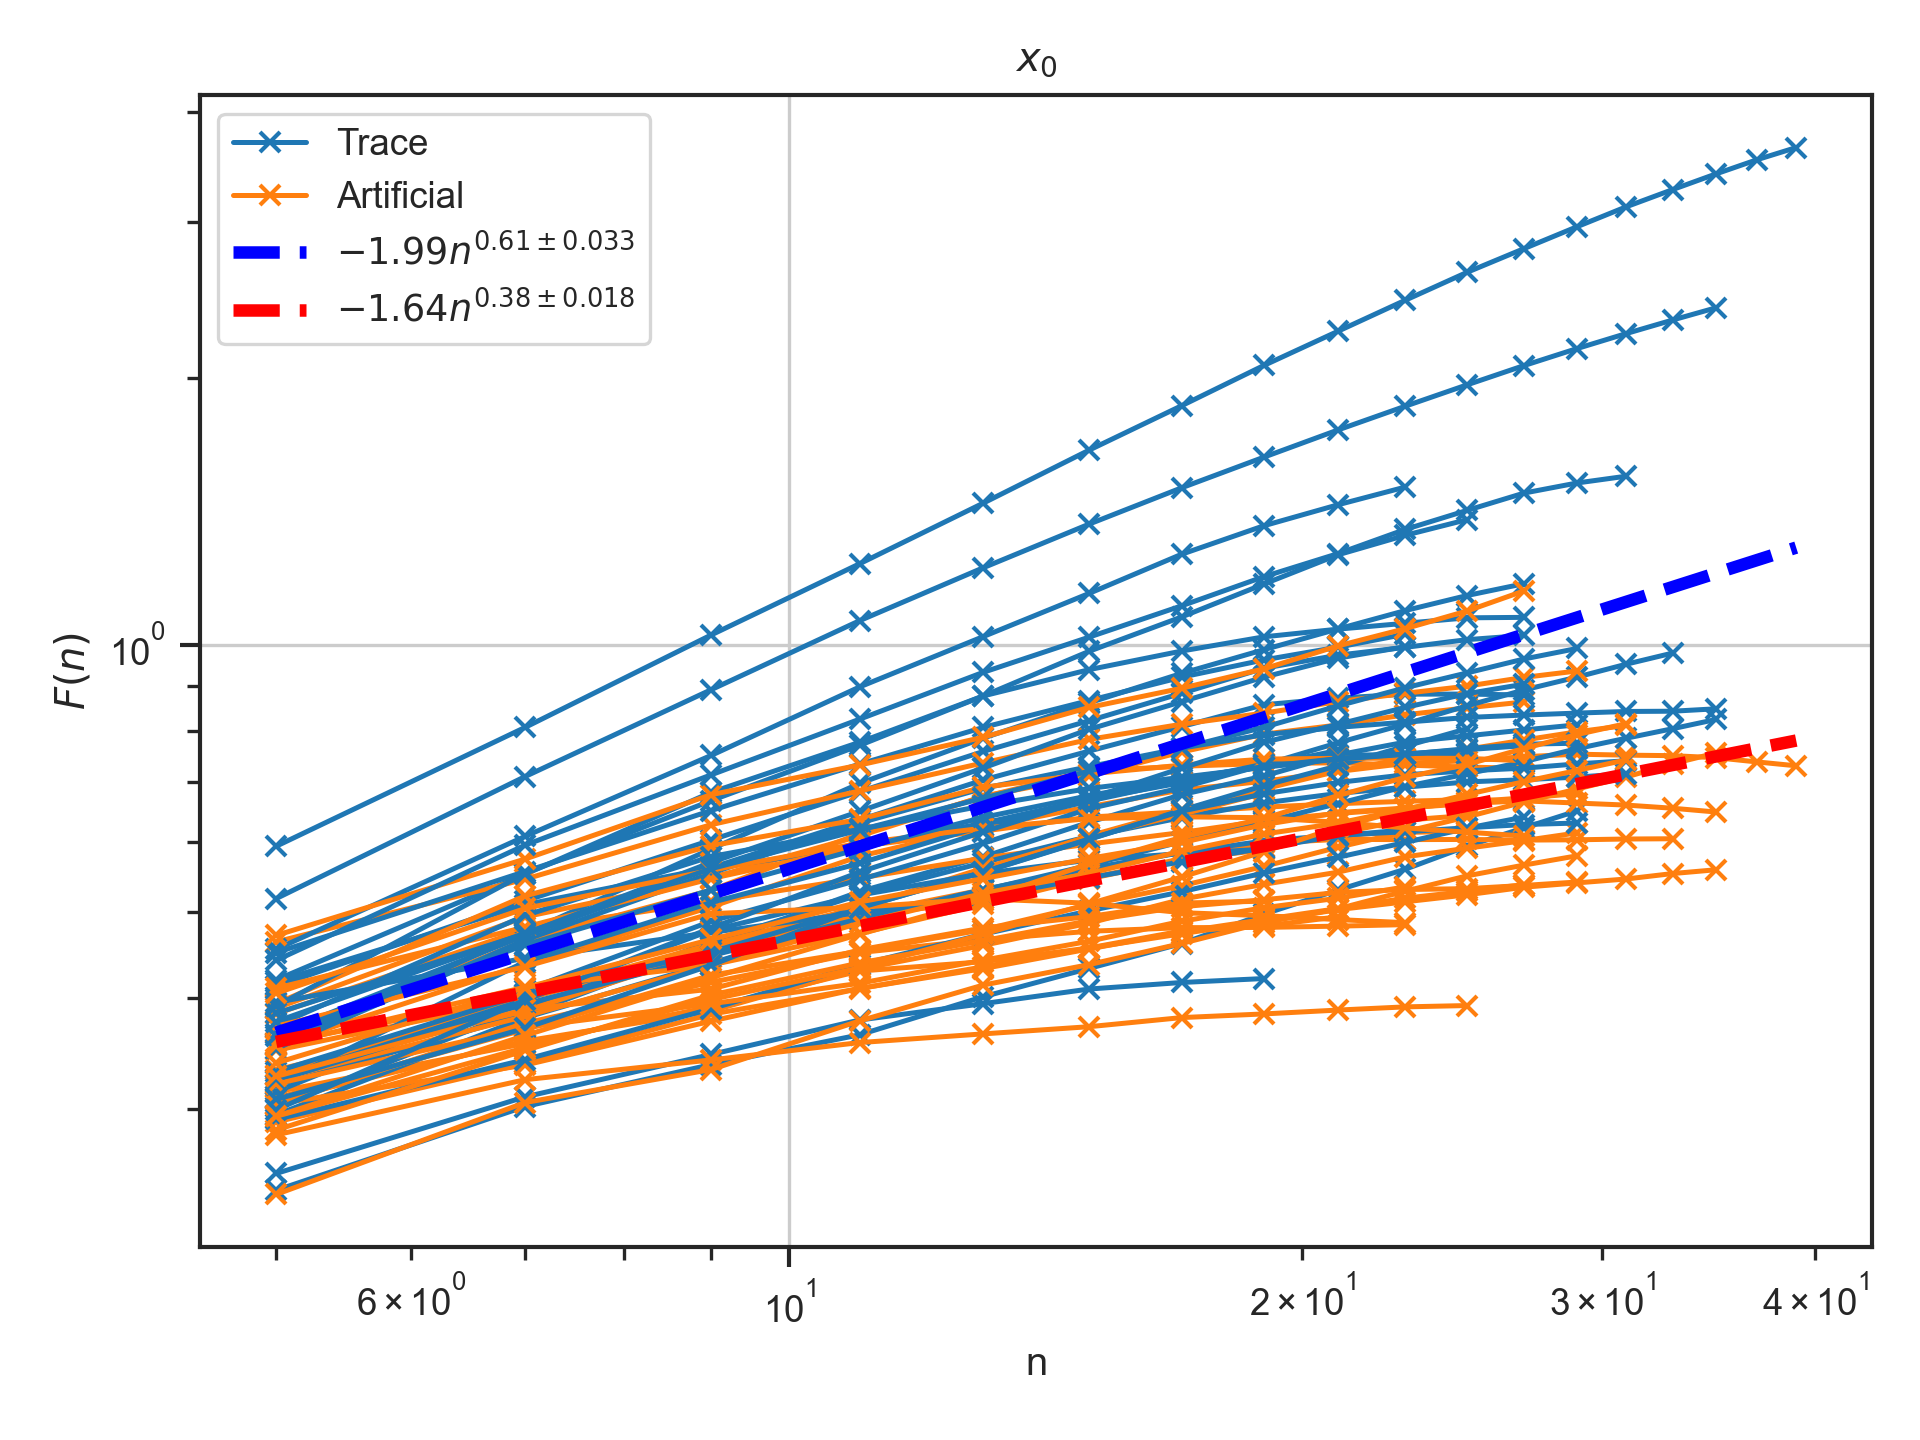 x₀
Trace
Artificial
−1.99n^{0.61±0.033}
−1.64n^{0.38±0.018}
F(n)
10⁰
6×10⁰
10¹
2×10¹
3×10¹
4×10¹
n